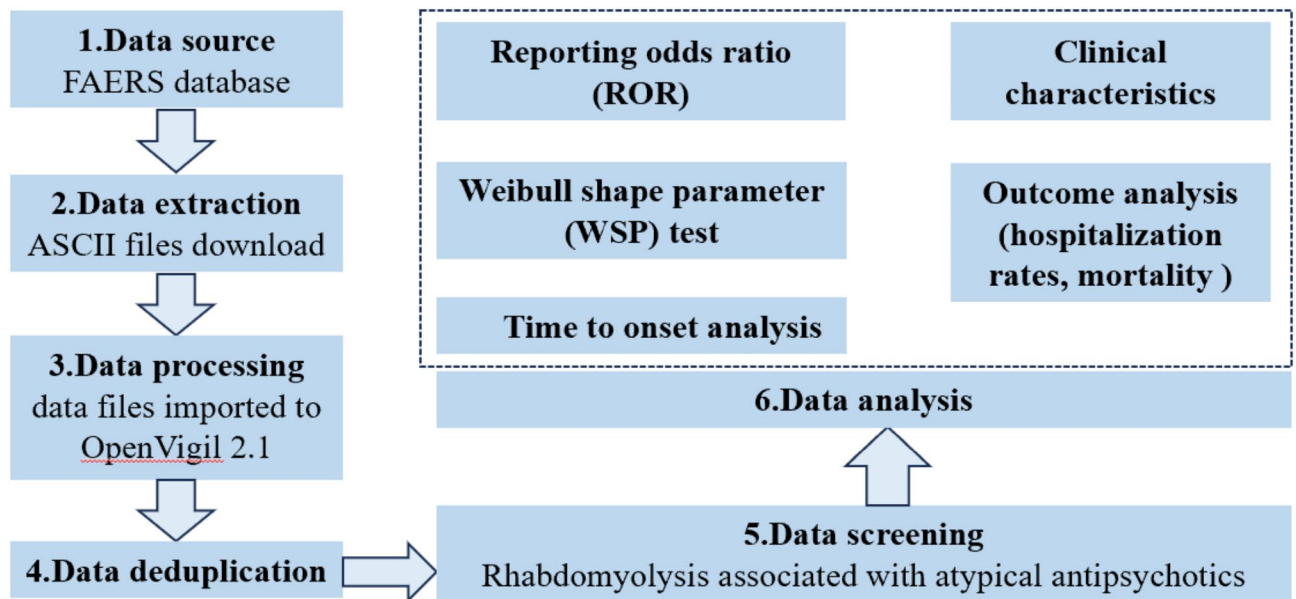 1.Data source
FAERS database
2.Data extraction
ASCII files download
3.Data processing
data files imported to
OpenVigil 2.1
4.Data deduplication
5.Data screening
Rhabdomyolysis associated with atypical antipsychotics
6.Data analysis
Reporting odds ratio
(ROR)
Weibull shape parameter
(WSP) test
Time to onset analysis
Clinical
characteristics
Outcome analysis
(hospitalization
rates, mortality )